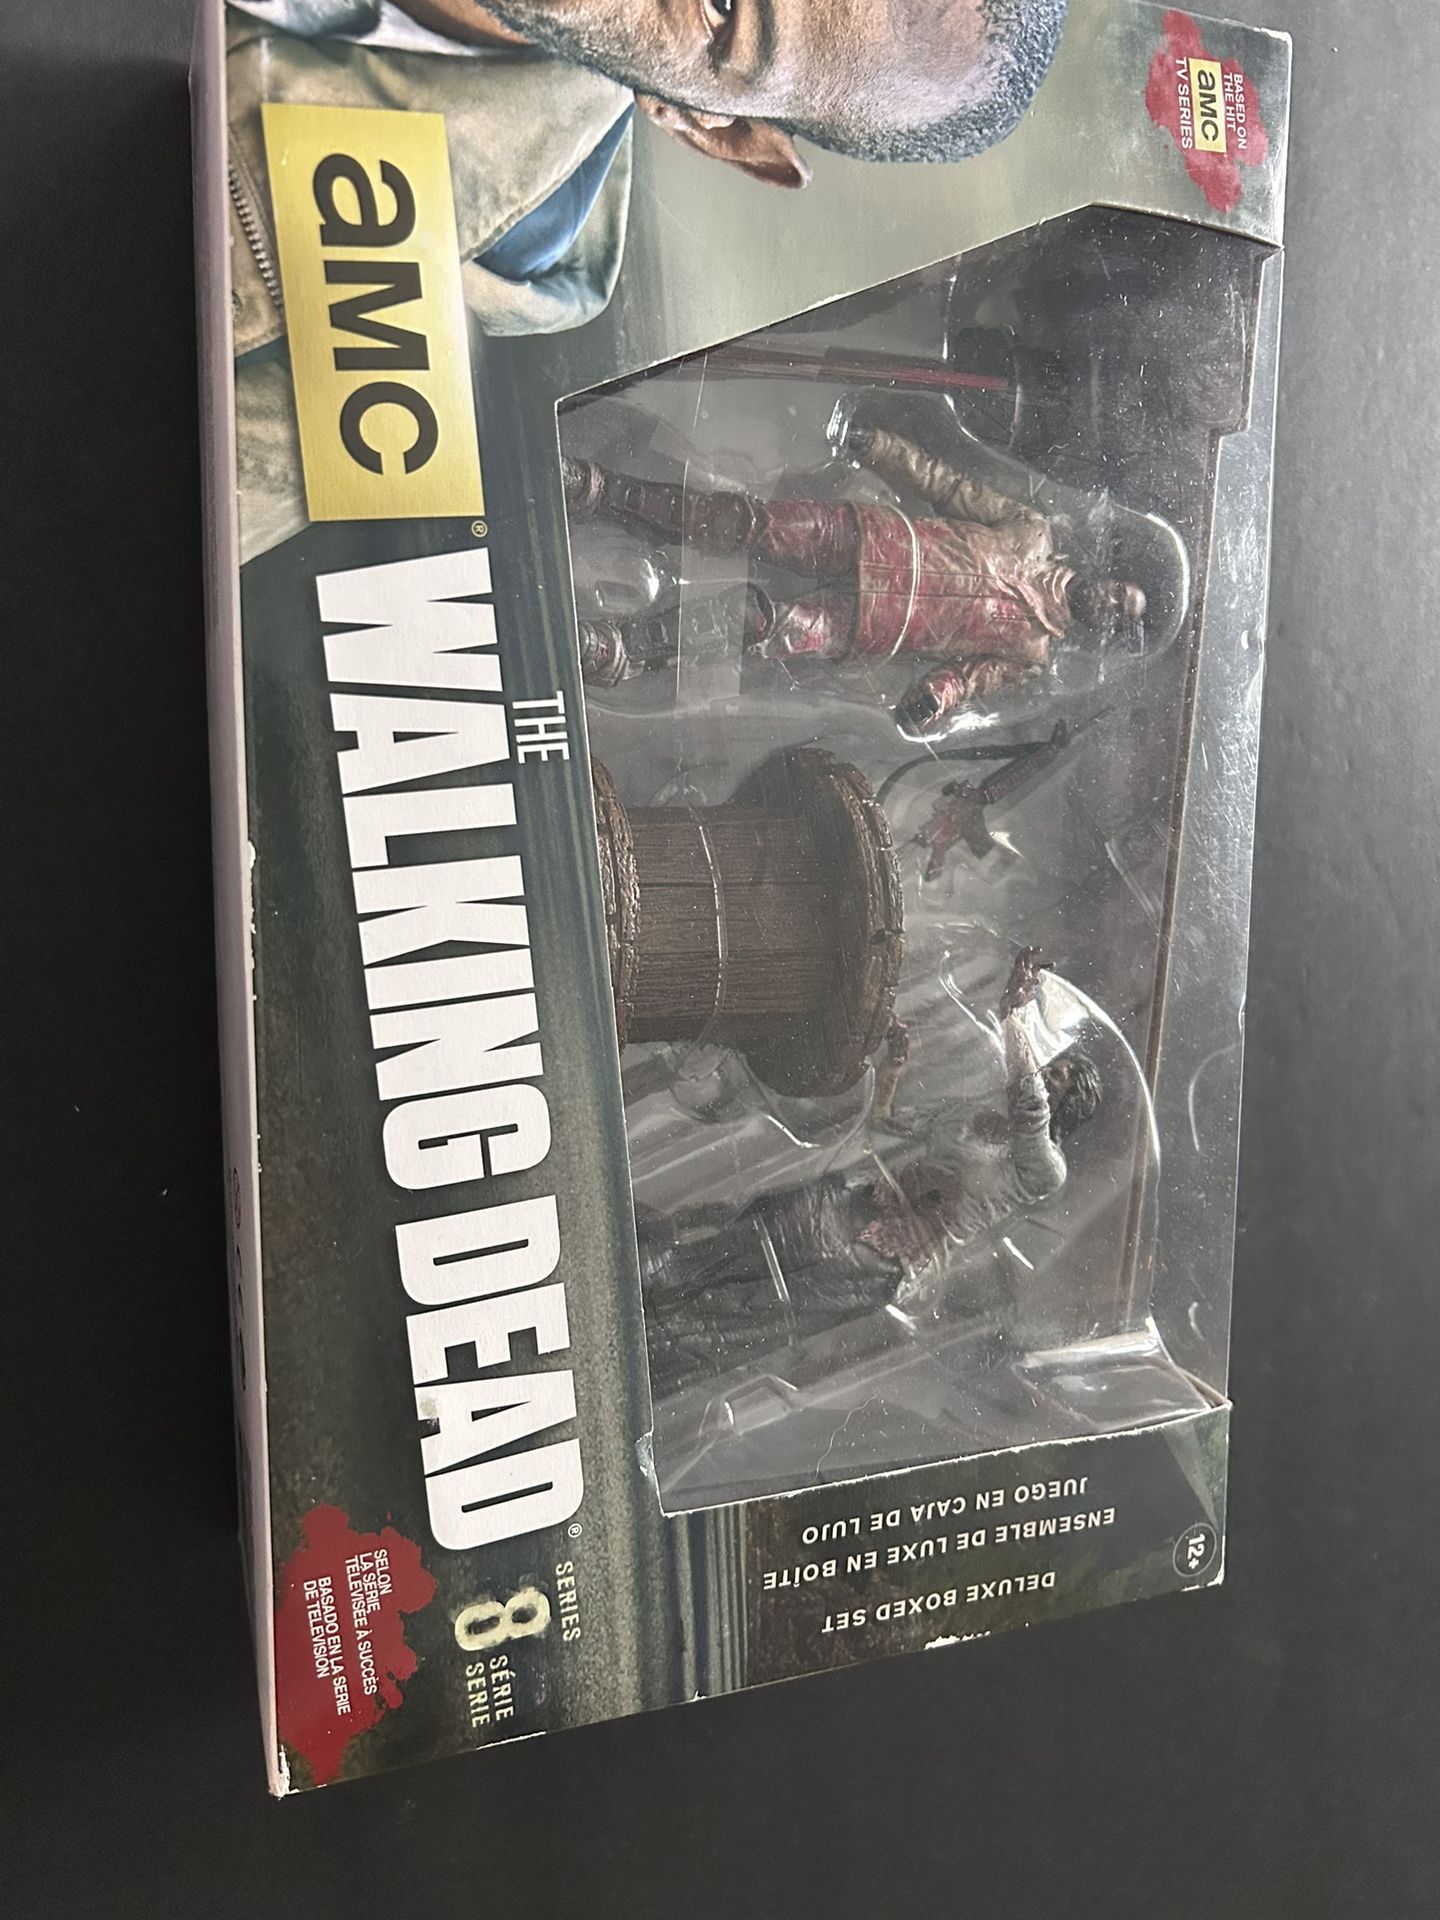 BASED ON
THE HIT
aMC
TV SERIES
aMC®
THE
WALKING DEAD®
SERIES
8
SÉRIE
SERIE
SELON
LA SÉRIE
TÉLÉVISÉE À SUCCÈS
BASADO EN LA SERIE
DE TELEVISIÓN
DELUXE BOXED SET
ENSEMBLE DE LUXE EN BOÎTE
JUEGO EN CAJA DE LUJO
12+